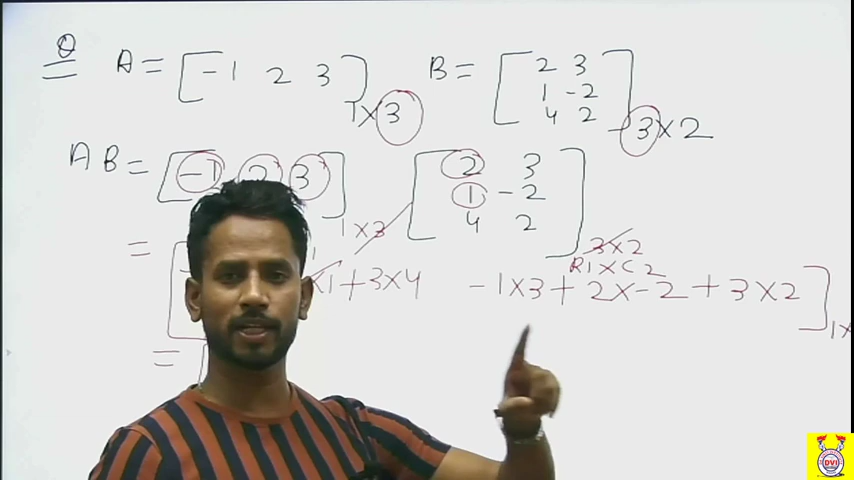 Q A = [ -1 2 3 ] 1×3 B = [ 2 3
1 -2
4 2 ] 3×2
AB = [ -1 2 3 ] 1×3 [ 2 3
1 -2
4 2 ] 3×2
R1×C2
= [ ×1+3×4 -1×3+2×-2+3×2 ] 1×
= [
DVI